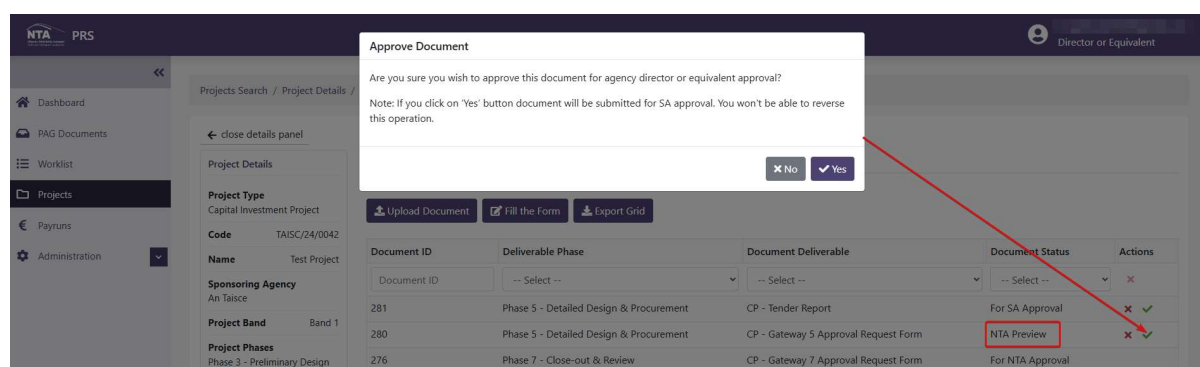 NTA PRS
Director or Equivalent
Dashboard
PAG Documents
Worklist
Projects
€ Payruns
Administration
Projects Search / Project Details /
← close details panel
Project Details
Project Type
Capital Investment Project
Code TAISC/24/0042
Name Test Project
Sponsoring Agency
An Taisce
Project Band Band 1
Project Phases
Phase 3 - Preliminary Design
Approve Document
Are you sure you wish to approve this document for agency director or equivalent approval?
Note: If you click on 'Yes' button document will be submitted for SA approval. You won't be able to reverse
this operation.
No Yes
Upload Document Fill the Form Export Grid
Document ID Deliverable Phase Document Deliverable Document Status Actions
Document ID -- Select -- -- Select -- -- Select --
281 Phase 5 - Detailed Design & Procurement CP - Tender Report For SA Approval
280 Phase 5 - Detailed Design & Procurement CP - Gateway 5 Approval Request Form NTA Preview
276 Phase 7 - Close-out & Review CP - Gateway 7 Approval Request Form For NTA Approval